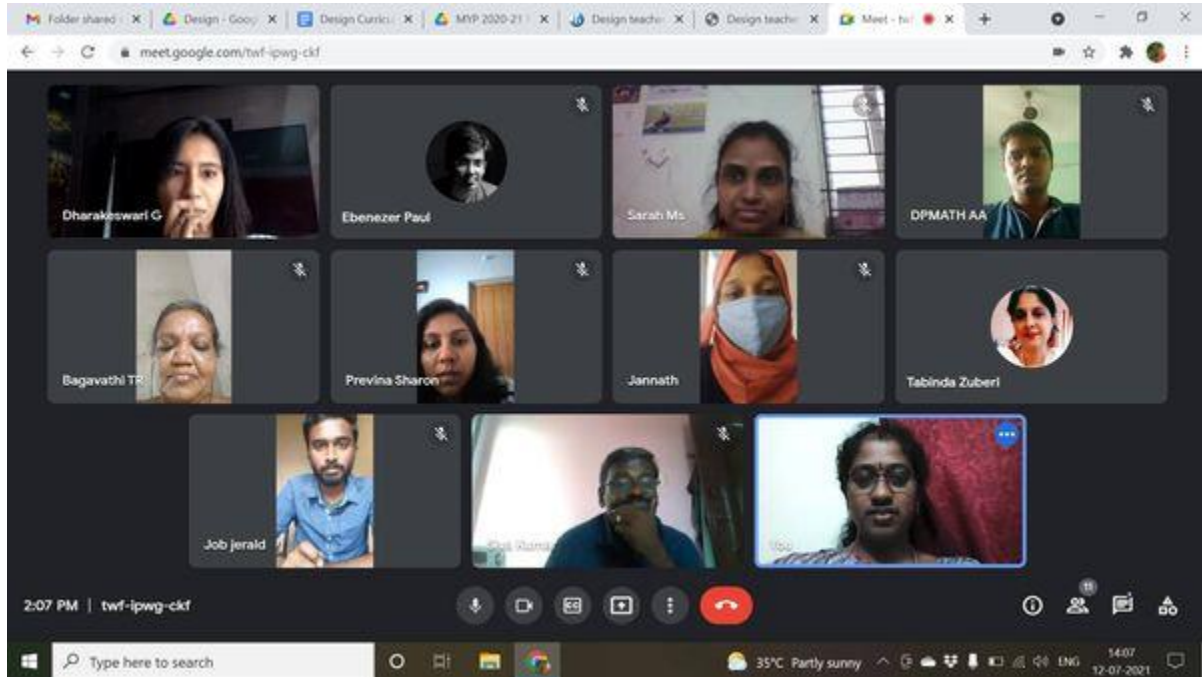 Folder shared
Design - Goog
Design Curricu
MYP 2020-21
Design teache
Design teache
Meet - tw
meet.google.com/twf-ipwg-ckf
Dharakeswari G
Ebenezer Paul
Sarah Ms
DPMATH AA
Bagavathi TR
Previna Sharon
Jannath
Tabinda Zuberi
Job jerald
Kumar
You
2:07 PM | twf-ipwg-ckf
11
Type here to search
35°C Partly sunny
ENG
14:07
12-07-2021